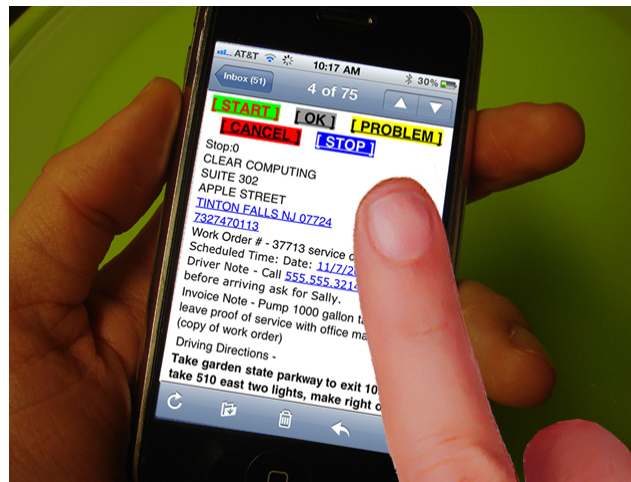 AT&T 10:17 AM 30%
Inbox (51) 4 of 75
[ START ] [ OK ] [ PROBLEM ]
[ CANCEL ] [ STOP ]
Stop:0
CLEAR COMPUTING
SUITE 302
APPLE STREET
TINTON FALLS NJ 07724
7327470113
Work Order # - 37713 service
Scheduled Time: Date: 11/7/2
Driver Note - Call 555.555.321
before arriving ask for Sally.
Invoice Note - Pump 1000 gallon
leave proof of service with office
(copy of work order)
Driving Directions -
Take garden state parkway to exit 10
take 510 east two lights, make right